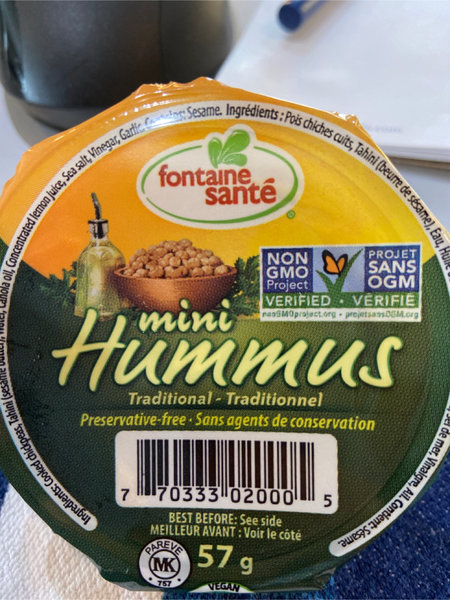 Ingredients: Cooked chickpeas, Tahini (sesame butter), Water, Canola oil, Concentrated lemon juice, Sea salt, Vinegar, Garlic. Contains: Sesame. Ingrédients : Pois chiches cuits, Tahini (beurre de sésame), Eau, Huile
sel de mer, Vinaigre, Ail. Contient: Sésame.
fontaine
santé
NON
GMO
Project
PROJET
SANS
OGM
VERIFIED • VÉRIFIÉ
nonGMOproject.org • projetsansOGM.org
mini
Hummus
Traditional - Traditionnel
Preservative-free • Sans agents de conservation
7 70333 02000 5
BEST BEFORE: See side
MEILLEUR AVANT : Voir le côté
PAREVE
MK
757
57 g
VEGAN